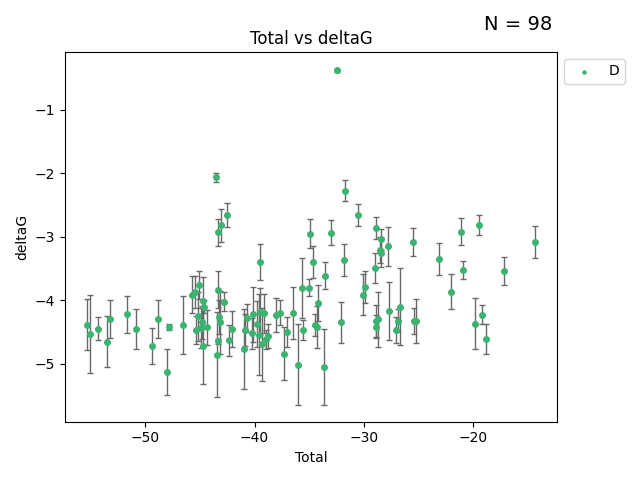 N = 98
Total vs deltaG
D
deltaG
−1
−2
−3
−4
−5
−50
−40
−30
−20
Total